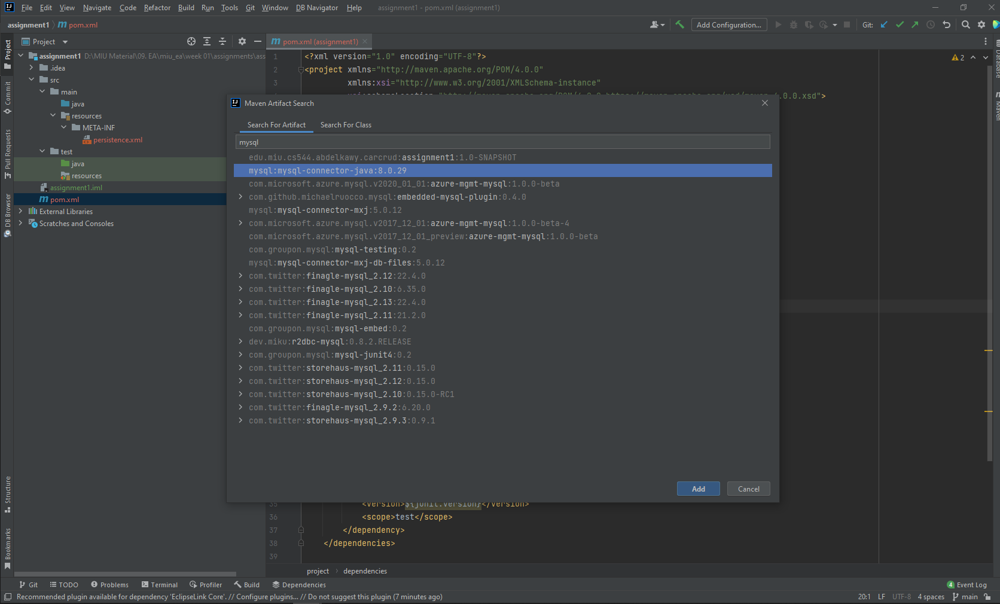 File Edit View Navigate Code Refactor Build Run Tools Git Window DB Navigator Help assignment1 - pom.xml (assignment1)
assignment1 pom.xml Add Configuration... Git:
Project pom.xml (assignment1)
assignment1 D:\MIU Material\09. EA\miu_ea\week 01\assignments\ass
.idea
src
main
java
resources
META-INF
persistence.xml
test
java
resources
assignment1.iml
pom.xml
External Libraries
Scratches and Consoles
Project
Commit
Pull Requests
DB Browser
Structure
Bookmarks
1 <?xml version="1.0" encoding="UTF-8"?>
2 <project xmlns="http://maven.apache.org/POM/4.0.0"
3 xmlns:xsi="http://www.w3.org/2001/XMLSchema-instance"
.0.0.xsd">
2
Database
Maven
Maven Artifact Search
Search For Artifact Search For Class
mysql
edu.miu.cs544.abdelkawy.carcrud:assignment1:1.0-SNAPSHOT
mysql:mysql-connector-java:8.0.29
com.microsoft.azure.mysql.v2020_01_01:azure-mgmt-mysql:1.0.0-beta
com.github.michaelruocco.mysql:embedded-mysql-plugin:0.4.0
mysql:mysql-connector-mxj:5.0.12
com.microsoft.azure.mysql.v2017_12_01:azure-mgmt-mysql:1.0.0-beta-4
com.microsoft.azure.mysql.v2017_12_01_preview:azure-mgmt-mysql:1.0.0-beta
com.groupon.mysql:mysql-testing:0.2
mysql:mysql-connector-mxj-db-files:5.0.12
com.twitter:finagle-mysql_2.12:22.4.0
com.twitter:finagle-mysql_2.10:6.35.0
com.twitter:finagle-mysql_2.13:22.4.0
com.twitter:finagle-mysql_2.11:21.2.0
com.groupon.mysql:mysql-embed:0.2
dev.miku:r2dbc-mysql:0.8.2.RELEASE
com.groupon.mysql:mysql-junit4:0.2
com.twitter:storehaus-mysql_2.11:0.15.0
com.twitter:storehaus-mysql_2.12:0.15.0
com.twitter:storehaus-mysql_2.10:0.15.0-RC1
com.twitter:finagle-mysql_2.9.2:6.20.0
com.twitter:storehaus-mysql_2.9.3:0.9.1
Add Cancel
35 <version>${junit.version}</version>
36 <scope>test</scope>
37 </dependency>
38 </dependencies>
39
project dependencies
Git TODO Problems Terminal Profiler Build Dependencies 4 Event Log
Recommended plugin available for dependency 'EclipseLink Core'. // Configure plugins... // Do not suggest this plugin (7 minutes ago) 20:1 LF UTF-8 4 spaces main